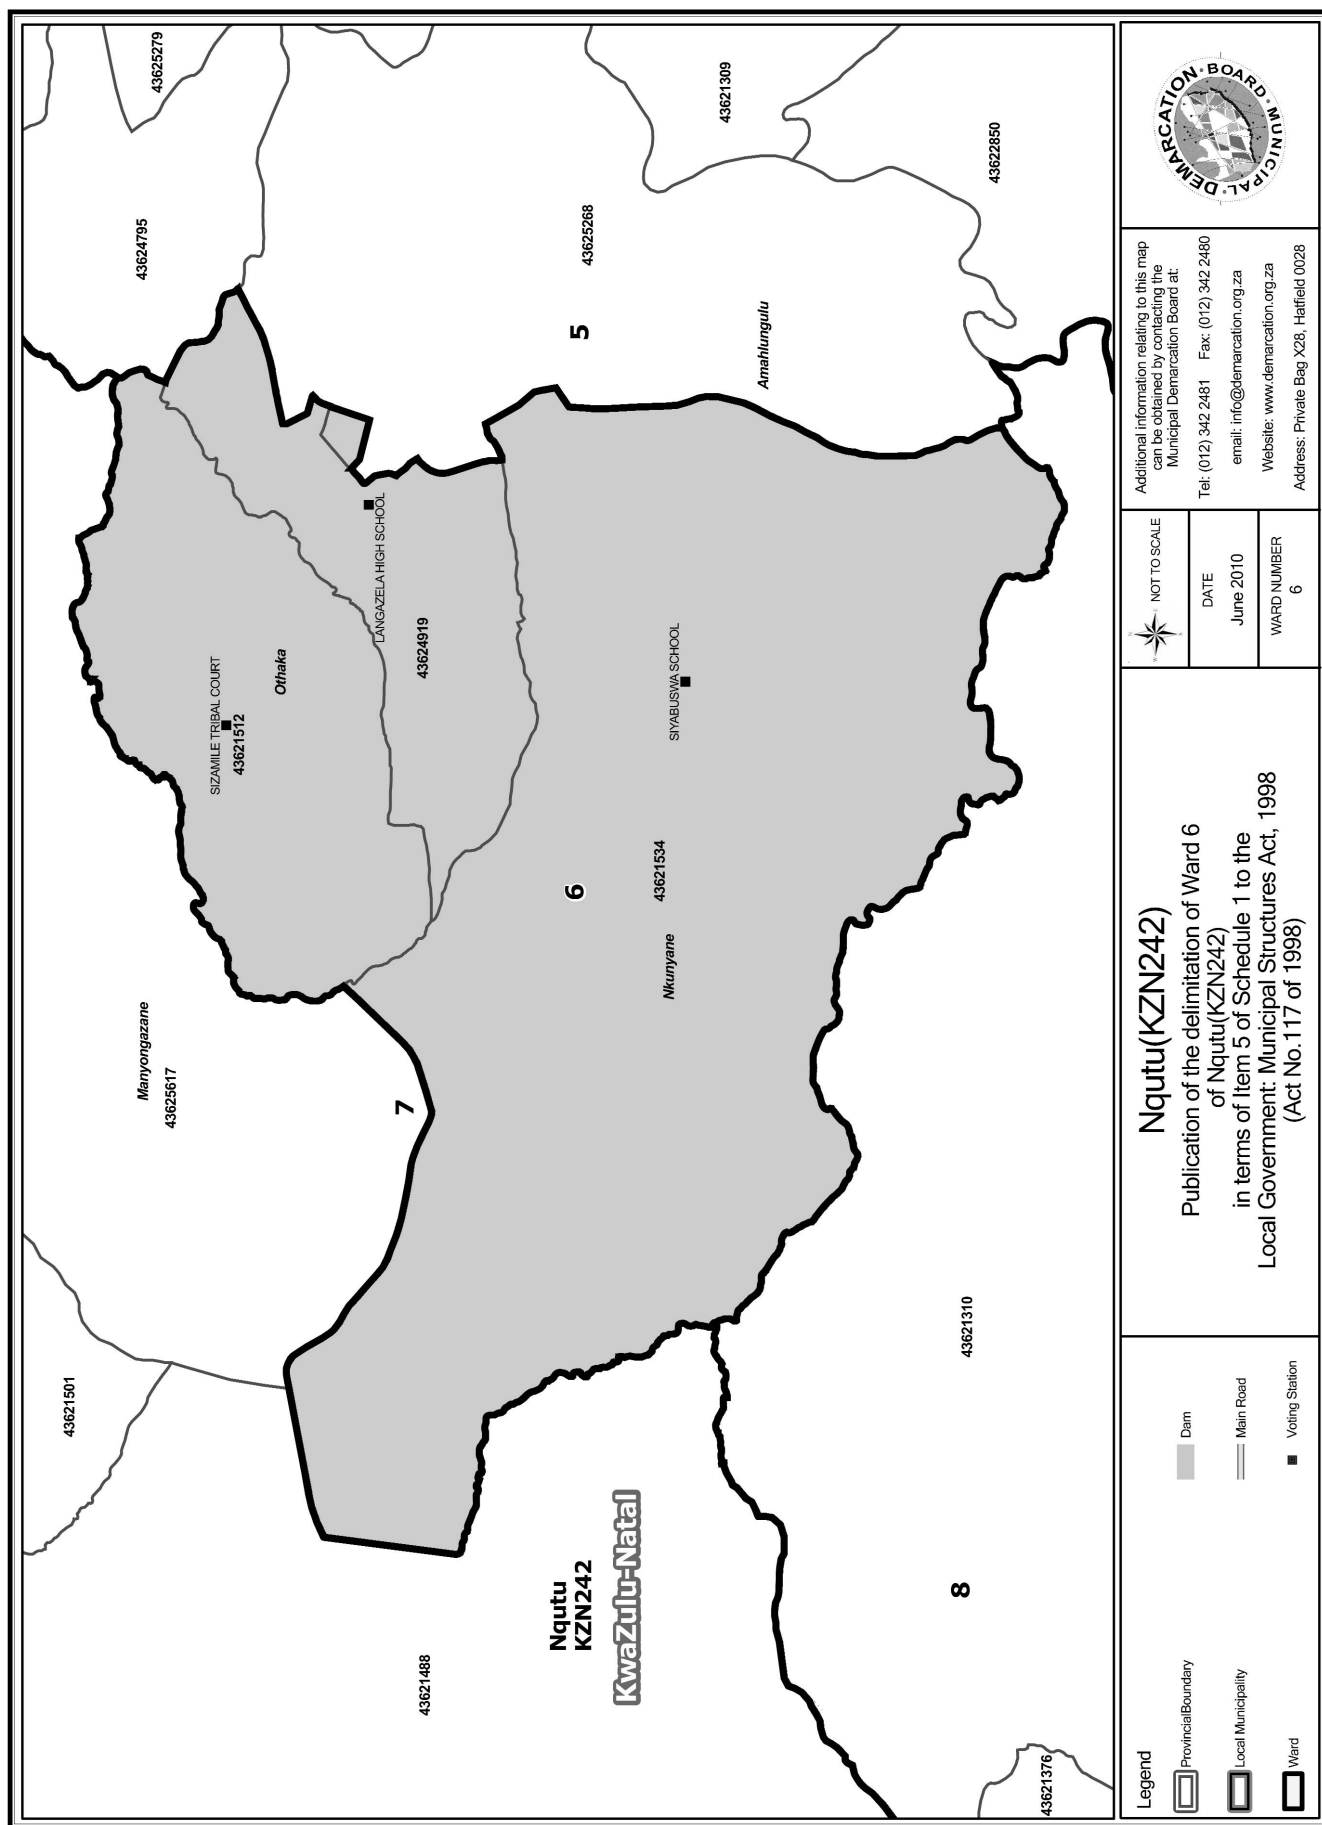 43621501
43625617
Manyongazane
43624795
43625279
SIZAMILE TRIBAL COURT
43621512
Othaka
7
LANGAZELA HIGH SCHOOL
43624919
43621488
Nqutu
KZN242
KwaZulu-Natal
6
5
43625268
43621309
Nkunyane
43621534
SIYABUSWA SCHOOL
Amahlungulu
8
43621310
43622850
43621376
Legend
ProvincialBoundary
Local Municipality
Ward
Dam
Main Road
Voting Station
Nqutu(KZN242)
Publication of the delimitation of Ward 6
of Nqutu(KZN242)
in terms of Item 5 of Schedule 1 to the
Local Government: Municipal Structures Act, 1998
(Act No.117 of 1998)
N
W
E
S
NOT TO SCALE
DATE
June 2010
WARD NUMBER
6
Additional information relating to this map
can be obtained by contacting the
Municipal Demarcation Board at:
Tel: (012) 342 2481 Fax: (012) 342 2480
email: info@demarcation.org.za
Website: www.demarcation.org.za
Address: Private Bag X28, Hatfield 0028
MUNICIPAL · DEMARCATION · BOARD ·